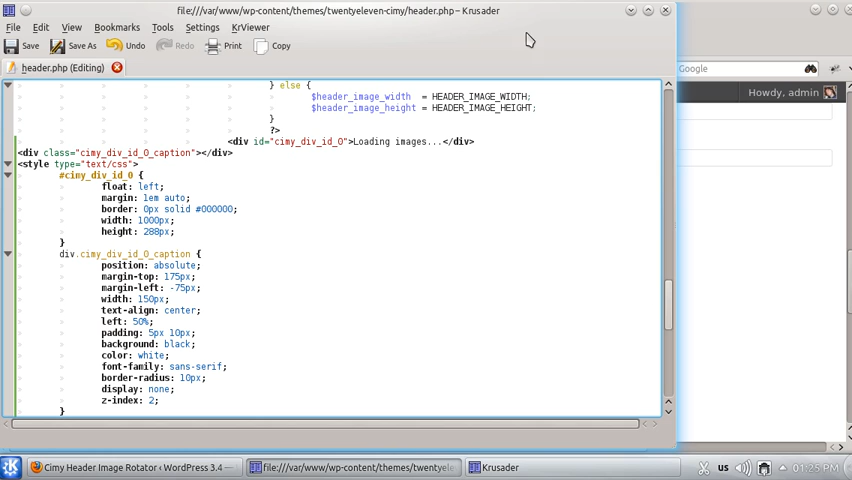 file:///var/www/wp-content/themes/twentyeleven-cimy/header.php – Krusader
File Edit View Bookmarks Tools Settings KrViewer
Save Save As Undo Redo Print Copy
header.php (Editing)
} else {
$header_image_width = HEADER_IMAGE_WIDTH;
$header_image_height = HEADER_IMAGE_HEIGHT;
}
?>
<div id="cimy_div_id_0">Loading images...</div>
<div class="cimy_div_id_0_caption"></div>
<style type="text/css">
#cimy_div_id_0 {
float: left;
margin: 1em auto;
border: 0px solid #000000;
width: 1000px;
height: 288px;
}
div.cimy_div_id_0_caption {
position: absolute;
margin-top: 175px;
margin-left: -75px;
width: 150px;
text-align: center;
left: 50%;
padding: 5px 10px;
background: black;
color: white;
font-family: sans-serif;
border-radius: 10px;
display: none;
z-index: 2;
}
Google
Howdy, admin
Cimy Header Image Rotator ‹ WordPress 3.4 —
file:///var/www/wp-content/themes/twentyele
Krusader
us
01:25 PM